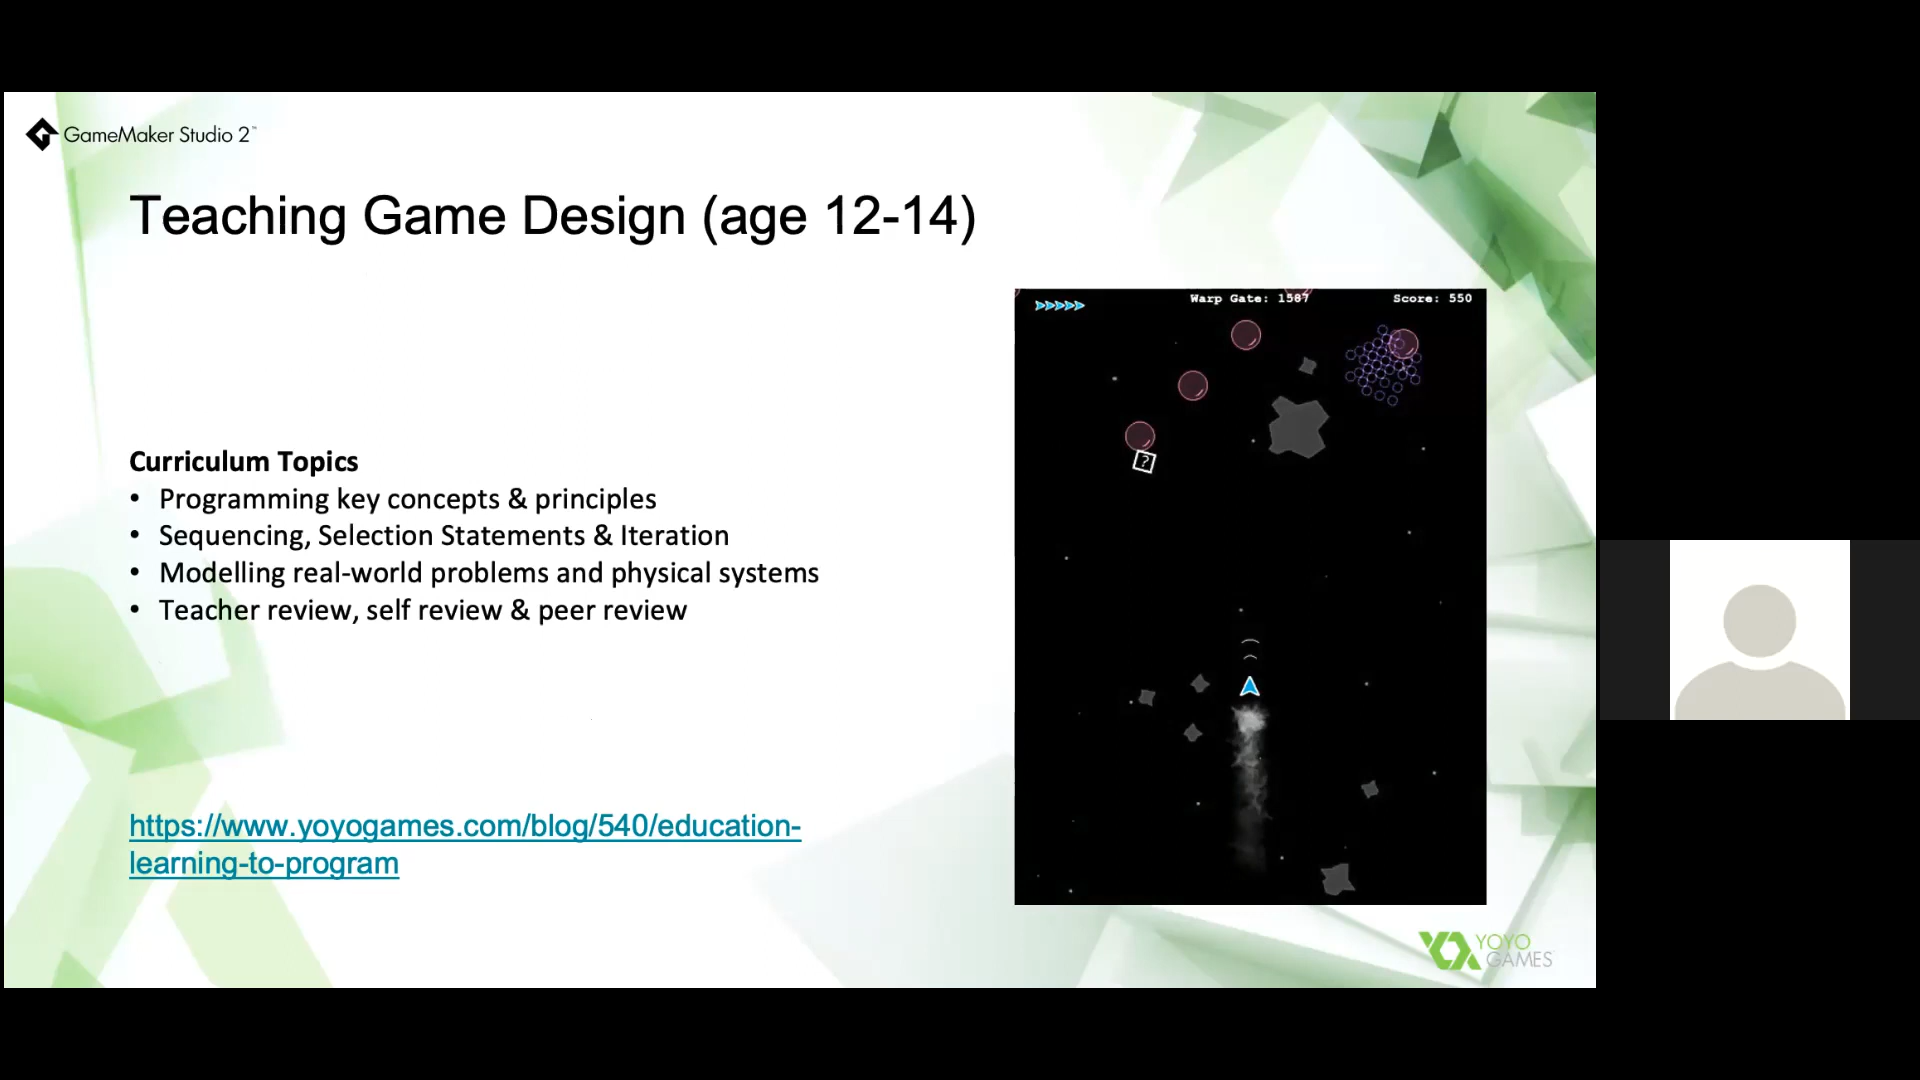 GameMaker Studio 2™
Teaching Game Design (age 12-14)
Warp Gate: 1587
Score: 550
?
Curriculum Topics
• Programming key concepts & principles
• Sequencing, Selection Statements & Iteration
• Modelling real-world problems and physical systems
• Teacher review, self review & peer review
https://www.yoyogames.com/blog/540/education-
learning-to-program
YOYO
GAMES